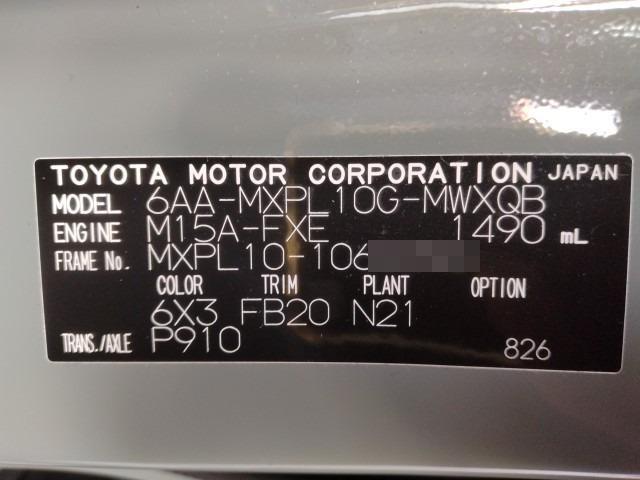 TOYOTA MOTOR CORPORATION JAPAN
MODEL 6AA-MXPL10G-MWXQB
ENGINE M15A-FXE 1490 mL
FRAME No. MXPL10-106
COLOR TRIM PLANT OPTION
6X3 FB20 N21
TRANS./AXLE P910 826